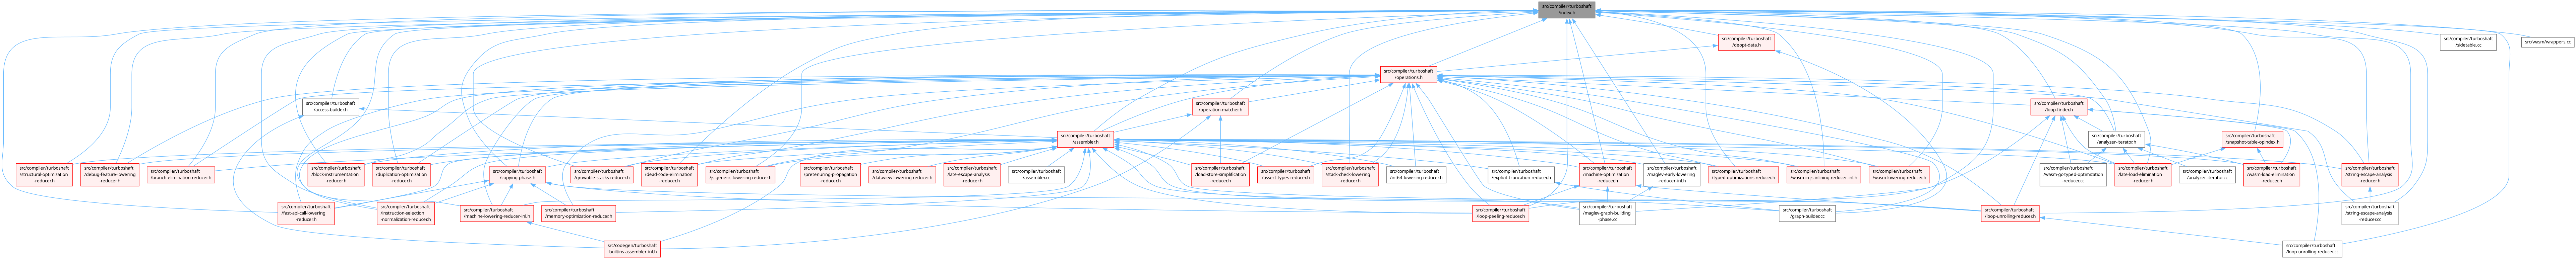 src/compiler/turboshaft
/index.h
src/compiler/turboshaft
/deopt-data.h
src/compiler/turboshaft
/sidetable.cc
src/wasm/wrappers.cc
src/compiler/turboshaft
/operations.h
src/compiler/turboshaft
/access-builder.h
src/compiler/turboshaft
/operation-matcher.h
src/compiler/turboshaft
/loop-finder.h
src/compiler/turboshaft
/assembler.h
src/compiler/turboshaft
/analyzer-iterator.h
src/compiler/turboshaft
/snapshot-table-opindex.h
src/compiler/turboshaft
/structural-optimization
-reducer.h
src/compiler/turboshaft
/debug-feature-lowering
-reducer.h
src/compiler/turboshaft
/branch-elimination-reducer.h
src/compiler/turboshaft
/block-instrumentation
-reducer.h
src/compiler/turboshaft
/duplication-optimization
-reducer.h
src/compiler/turboshaft
/copying-phase.h
src/compiler/turboshaft
/growable-stacks-reducer.h
src/compiler/turboshaft
/dead-code-elimination
-reducer.h
src/compiler/turboshaft
/js-generic-lowering-reducer.h
src/compiler/turboshaft
/pretenuring-propagation
-reducer.h
src/compiler/turboshaft
/dataview-lowering-reducer.h
src/compiler/turboshaft
/late-escape-analysis
-reducer.h
src/compiler/turboshaft
/assembler.cc
src/compiler/turboshaft
/load-store-simplification
-reducer.h
src/compiler/turboshaft
/assert-types-reducer.h
src/compiler/turboshaft
/stack-check-lowering
-reducer.h
src/compiler/turboshaft
/int64-lowering-reducer.h
src/compiler/turboshaft
/explicit-truncation-reducer.h
src/compiler/turboshaft
/machine-optimization
-reducer.h
src/compiler/turboshaft
/maglev-early-lowering
-reducer-inl.h
src/compiler/turboshaft
/typed-optimizations-reducer.h
src/compiler/turboshaft
/wasm-in-js-inlining-reducer-inl.h
src/compiler/turboshaft
/wasm-lowering-reducer.h
src/compiler/turboshaft
/wasm-gc-typed-optimization
-reducer.cc
src/compiler/turboshaft
/late-load-elimination
-reducer.h
src/compiler/turboshaft
/analyzer-iterator.cc
src/compiler/turboshaft
/wasm-load-elimination
-reducer.h
src/compiler/turboshaft
/string-escape-analysis
-reducer.h
src/compiler/turboshaft
/fast-api-call-lowering
-reducer.h
src/compiler/turboshaft
/instruction-selection
-normalization-reducer.h
src/compiler/turboshaft
/machine-lowering-reducer-inl.h
src/compiler/turboshaft
/memory-optimization-reducer.h
src/compiler/turboshaft
/loop-peeling-reducer.h
src/compiler/turboshaft
/maglev-graph-building
-phase.cc
src/compiler/turboshaft
/graph-builder.cc
src/compiler/turboshaft
/loop-unrolling-reducer.h
src/compiler/turboshaft
/string-escape-analysis
-reducer.cc
src/codegen/turboshaft
-builtins-assembler-inl.h
src/compiler/turboshaft
/loop-unrolling-reducer.cc